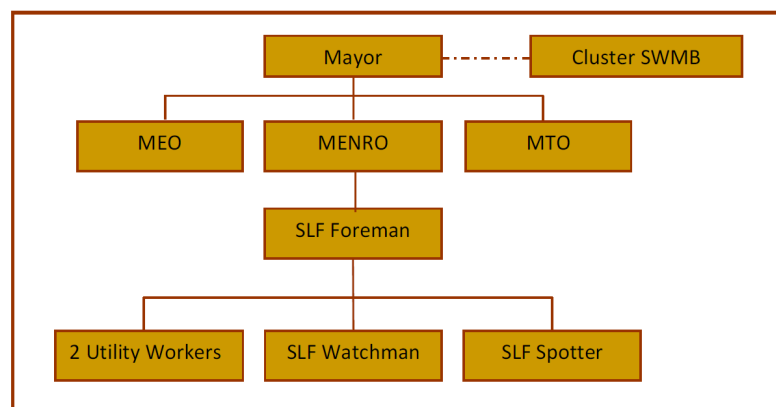 Mayor
Cluster SWMB
MEO
MENRO
MTO
SLF Foreman
2 Utility Workers
SLF Watchman
SLF Spotter